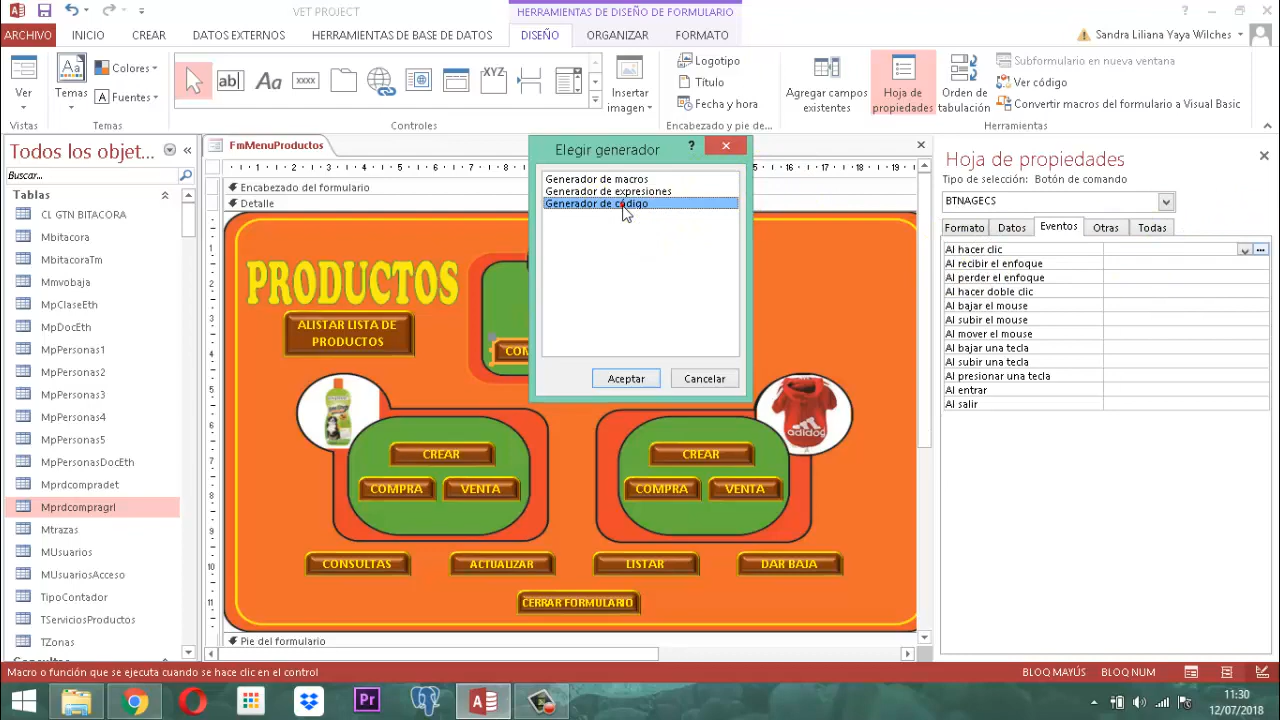 VET PROJECT
HERRAMIENTAS DE DISEÑO DE FORMULARIO
ARCHIVO INICIO CREAR DATOS EXTERNOS HERRAMIENTAS DE BASE DE DATOS DISEÑO ORGANIZAR FORMATO
Sandra Liliana Yaya Wilches
Ver
Vistas
Temas
Colores
Fuentes
Temas
ab|
Aa
xxxx
XYZ
Controles
Insertar
imagen
Logotipo
Título
Fecha y hora
Encabezado y pie de...
Agregar campos
existentes
Hoja de
propiedades
Orden de
tabulación
Subformulario en nueva ventana
Ver código
Convertir macros del formulario a Visual Basic
Herramientas
Todos los objet...
Buscar...
Tablas
CL GTN BITACORA
Mbitacora
MbitacoraTm
Mmvobaja
MpClaseEth
MpDocEth
MpPersonas1
MpPersonas2
MpPersonas3
MpPersonas4
MpPersonas5
MpPersonasDocEth
Mprdcompradet
Mprdcompragrl
Mtrazas
MUsuarios
MUsuariosAcceso
TipoContador
TServiciosProductos
TZonas
FmMenuProductos
Encabezado del formulario
Detalle
PRODUCTOS
ALISTAR LISTA DE
PRODUCTOS
CREAR
COMPRA VENTA
adidog
CREAR
COMPRA VENTA
CONSULTAS ACTUALIZAR LISTAR DAR BAJA
CERRAR FORMULARIO
Pie del formulario
Elegir generador
Generador de macros
Generador de expresiones
Generador de código
Aceptar Cancelar
Hoja de propiedades
Tipo de selección: Botón de comando
BTNAGECS
Formato Datos Eventos Otras Todas
Al hacer clic
Al recibir el enfoque
Al perder el enfoque
Al hacer doble clic
Al bajar el mouse
Al subir el mouse
Al mover el mouse
Al bajar una tecla
Al subir una tecla
Al presionar una tecla
Al entrar
Al salir
Macro o función que se ejecuta cuando se hace clic en el control
BLOQ MAYÚS BLOQ NUM
Pr
11:30
12/07/2018